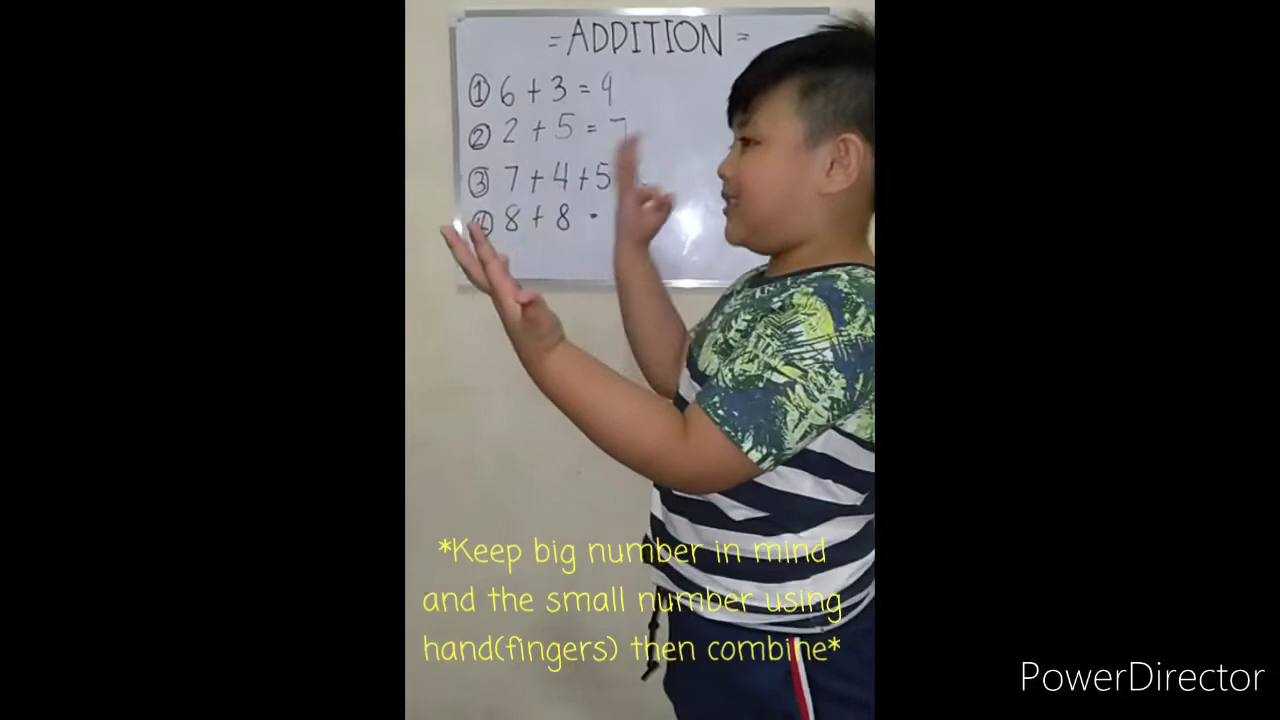 = ADDITION =
① 6 + 3 = 9
② 2 + 5 = 7
③ 7 + 4 + 5
④ 8 + 8
*Keep big number in mind
and the small number using
hand(fingers) then combine*
PowerDirector